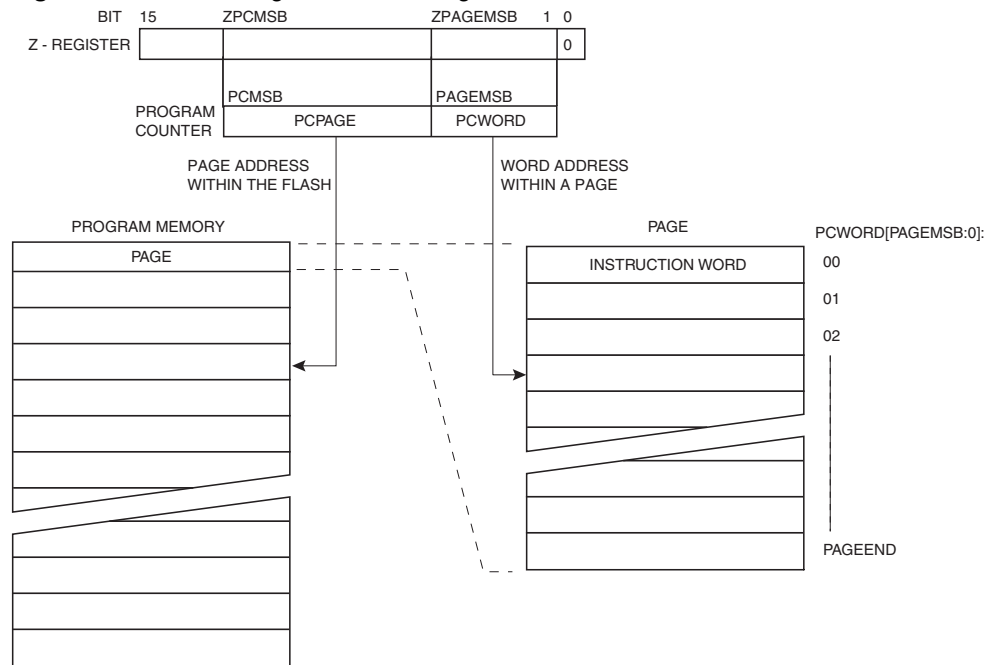 BIT 15 ZPCMSB ZPAGEMSB 1 0
Z - REGISTER 0
PCMSB PAGEMSB
PROGRAM
COUNTER
PCPAGE PCWORD
PAGE ADDRESS
WITHIN THE FLASH
WORD ADDRESS
WITHIN A PAGE
PROGRAM MEMORY
PAGE
PAGE
INSTRUCTION WORD
PCWORD[PAGEMSB:0]:
00
01
02
PAGEEND